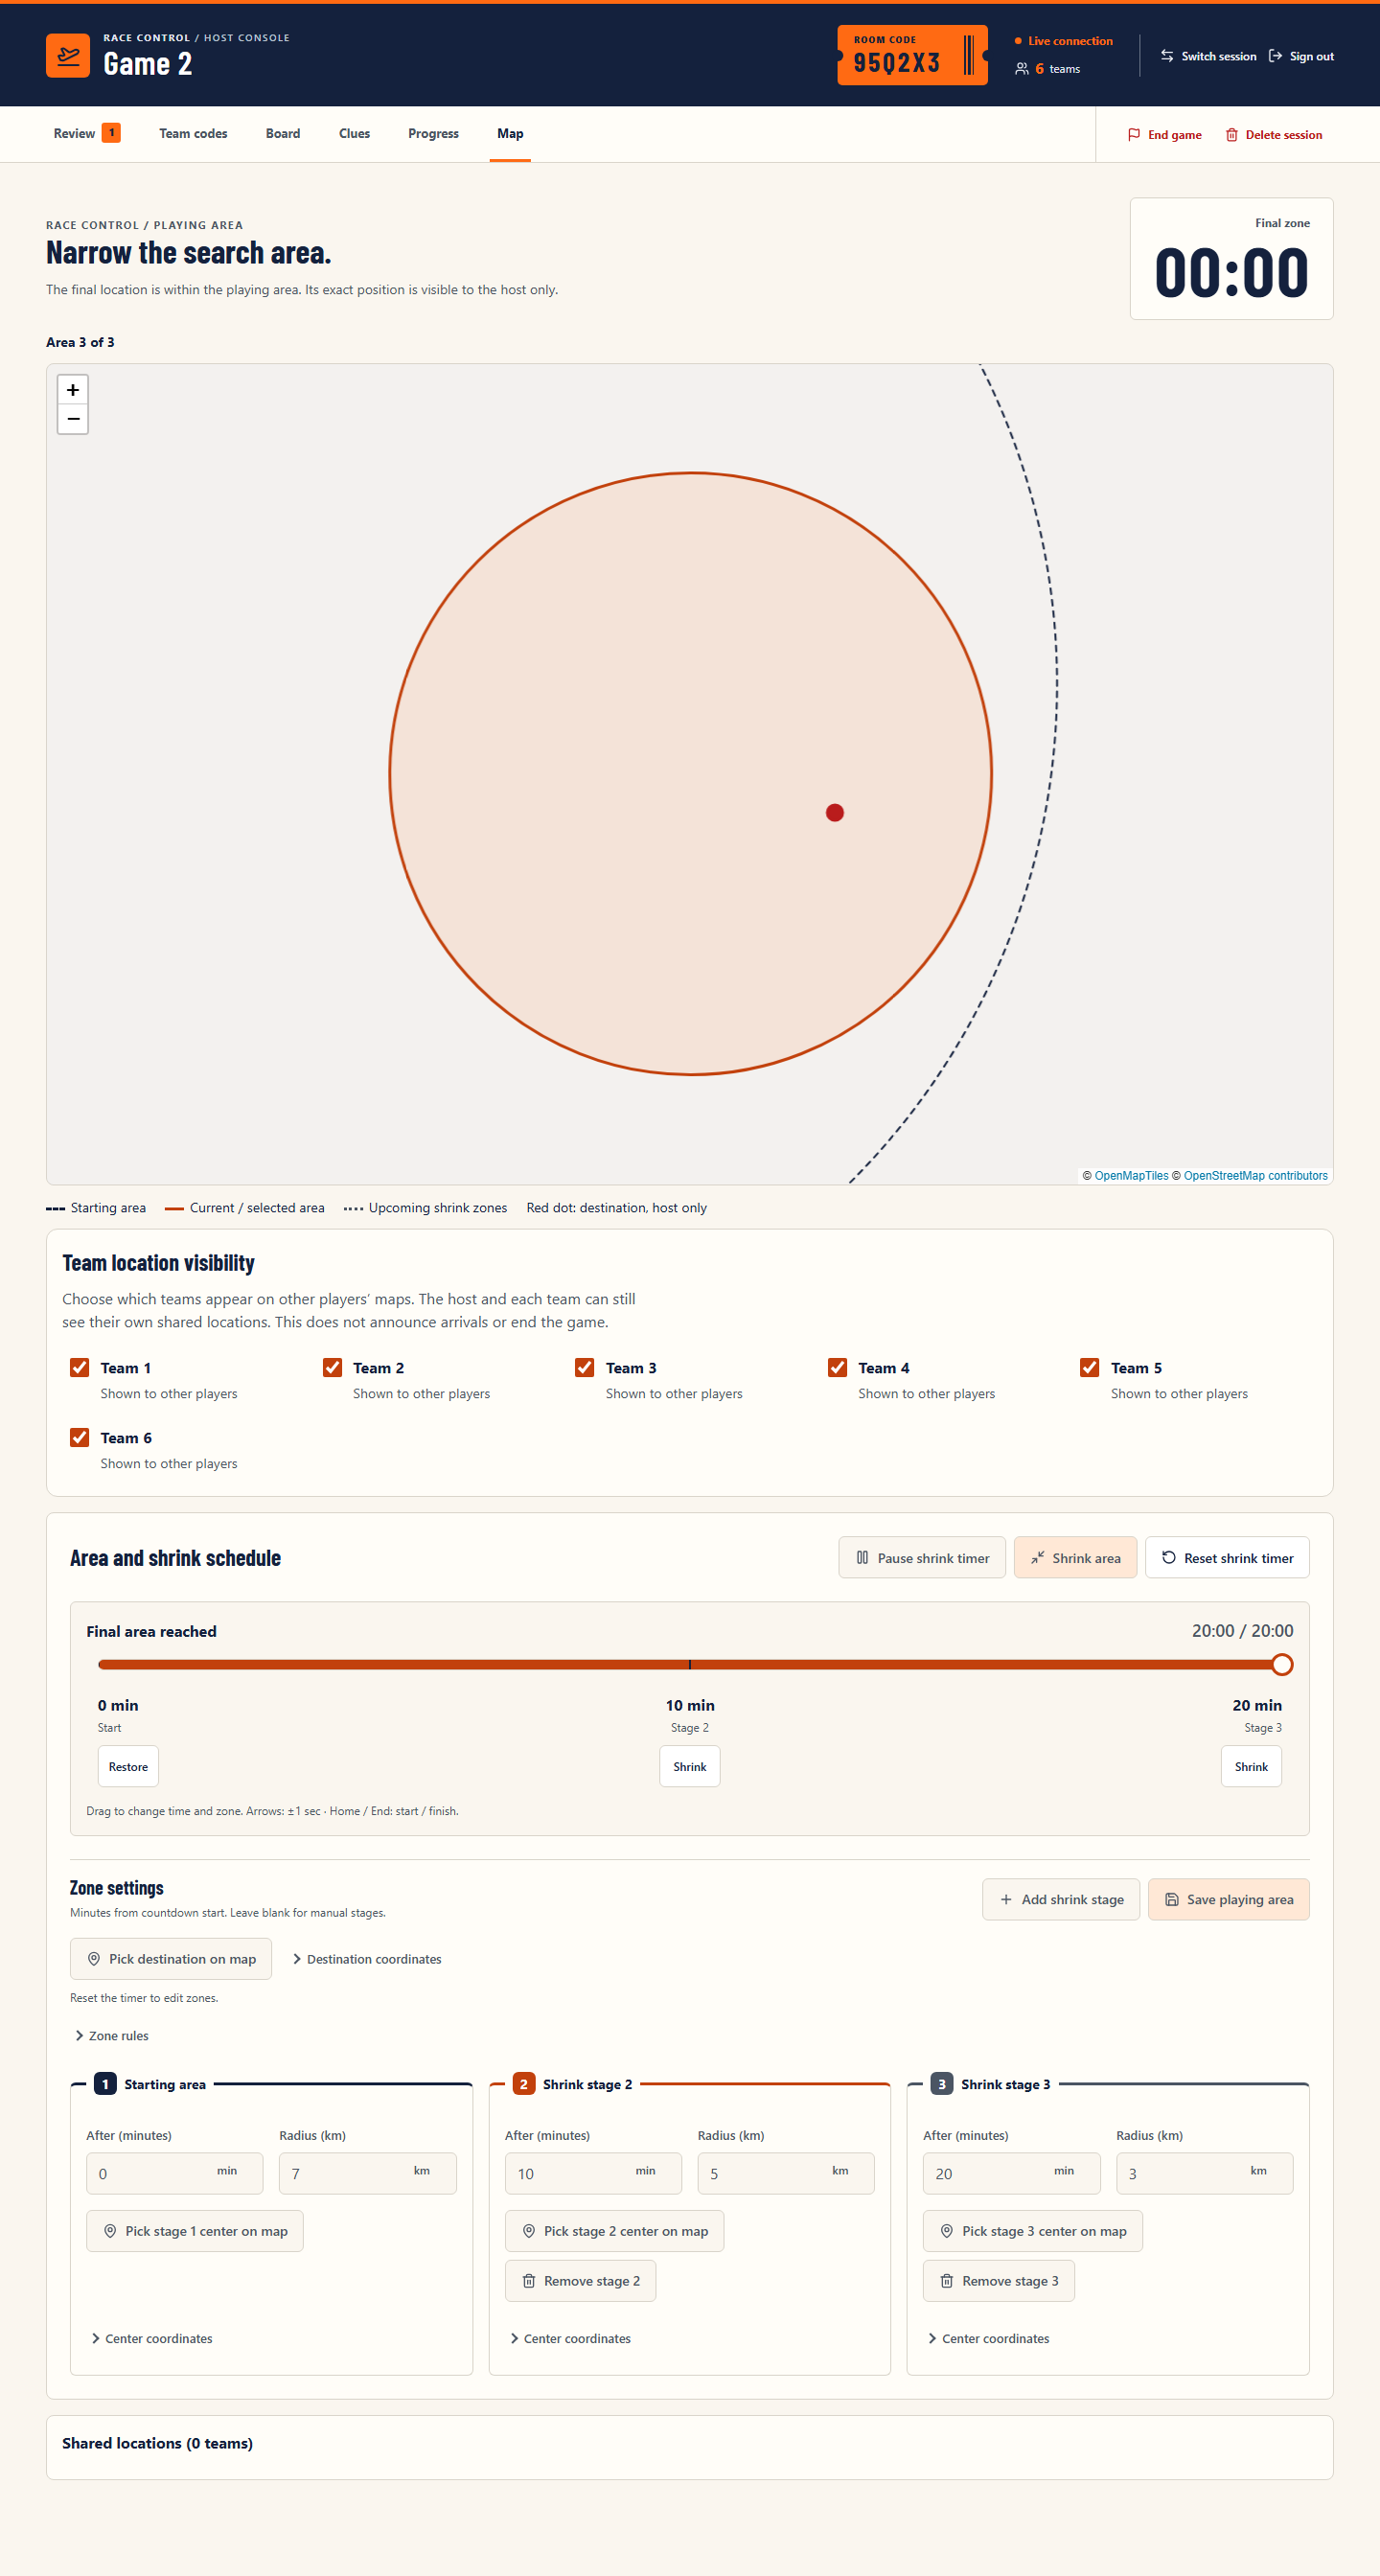 RACE CONTROL / HOST CONSOLE
Game 2
ROOM CODE
95Q2X3
Live connection
6 teams
Switch session
Sign out
Review 1
Team codes
Board
Clues
Progress
Map
End game
Delete session
RACE CONTROL / PLAYING AREA
Narrow the search area.
The final location is within the playing area. Its exact position is visible to the host only.
Final zone
00:00
Area 3 of 3
+
−
© OpenMapTiles © OpenStreetMap contributors
Starting area
Current / selected area
Upcoming shrink zones
Red dot: destination, host only
Team location visibility
Choose which teams appear on other players' maps. The host and each team can still
see their own shared locations. This does not announce arrivals or end the game.
Team 1
Shown to other players
Team 2
Shown to other players
Team 3
Shown to other players
Team 4
Shown to other players
Team 5
Shown to other players
Team 6
Shown to other players
Area and shrink schedule
Pause shrink timer
Shrink area
Reset shrink timer
Final area reached
20:00 / 20:00
0 min
Start
Restore
10 min
Stage 2
Shrink
20 min
Stage 3
Shrink
Drag to change time and zone. Arrows: ±1 sec · Home / End: start / finish.
Zone settings
Minutes from countdown start. Leave blank for manual stages.
Add shrink stage
Save playing area
Pick destination on map
Destination coordinates
Reset the timer to edit zones.
Zone rules
1 Starting area
After (minutes)
0 min
Radius (km)
7 km
Pick stage 1 center on map
Center coordinates
2 Shrink stage 2
After (minutes)
10 min
Radius (km)
5 km
Pick stage 2 center on map
Remove stage 2
Center coordinates
3 Shrink stage 3
After (minutes)
20 min
Radius (km)
3 km
Pick stage 3 center on map
Remove stage 3
Center coordinates
Shared locations (0 teams)